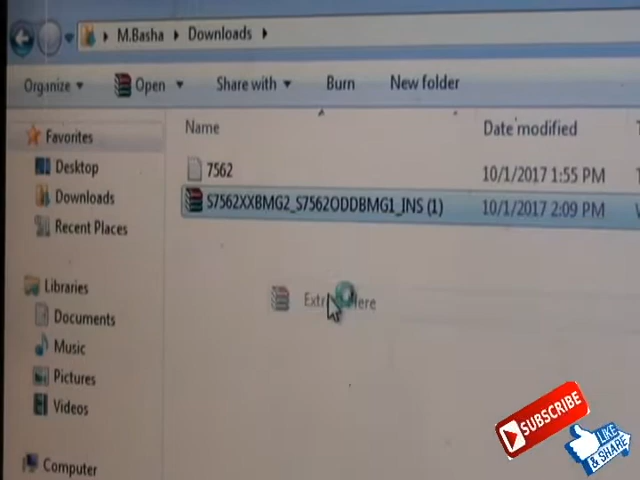 M.Basha Downloads
Organize Open Share with Burn New folder
Name Date modified
Favorites
Desktop
Downloads
Recent Places
Libraries
Documents
Music
Pictures
Videos
Computer
7562 10/1/2017 1:55 PM
S7562XXBMG2_S7562ODDBMG1_INS (1) 10/1/2017 2:09 PM
SUBSCRIBE
LIKE
& SHARE